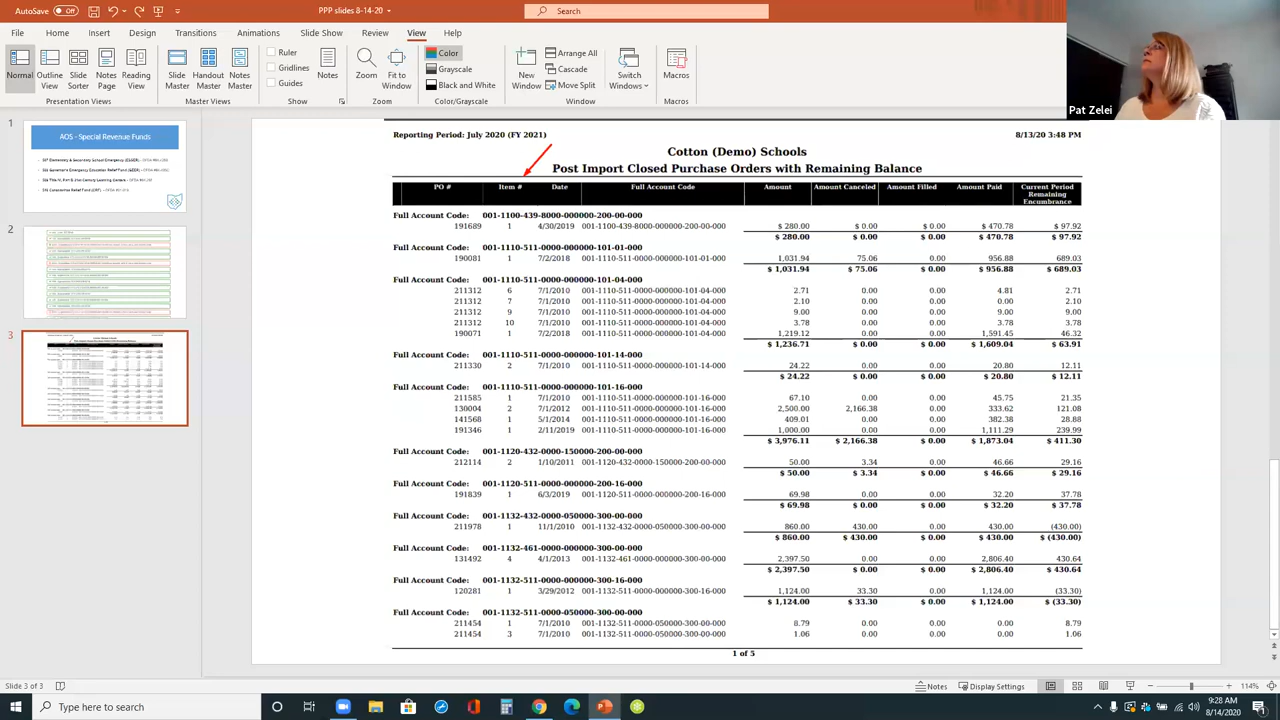 AutoSave Off
PPP slides 8-14-20
Search
File Home Insert Design Transitions Animations Slide Show Review View Help
Normal Outline View Slide Sorter Notes Page Reading View
Presentation Views
Slide Master Handout Master Notes Master
Master Views
Ruler
Gridlines
Guides
Show
Notes
Zoom Fit to Window
Zoom
Color
Grayscale
Black and White
Color/Grayscale
New Window
Arrange All
Cascade
Move Split
Switch Windows
Window
Macros
Macros
Pat Zelei
1
AOS - Special Revenue Funds
2
3
Reporting Period: July 2020 (FY 2021) 8/13/20 3:48 PM
Cotton (Demo) Schools
Post Import Closed Purchase Orders with Remaining Balance
PO # Item # Date Full Account Code Amount Amount Canceled Amount Filled Amount Paid Current Period Remaining Encumbrance
Full Account Code: 001-1100-439-8000-000000-200-00-000
191689 1 4/30/2019 001-1100-439-8000-000000-200-00-000 $ 280.00 $ 0.00 $ 0.00 $ 470.78 $ 97.92
$ 280.00 $ 0.00 $ 0.00 $ 470.78 $ 97.92
Full Account Code: 001-1110-511-0000-000000-101-01-000
190081 1 7/2/2018 001-1110-511-0000-000000-101-01-000 1,031.94 75.06 0.00 956.88 689.03
$ 1,031.94 $ 75.06 $ 0.00 $ 956.88 $ 689.03
Full Account Code: 001-1110-511-0000-000000-101-04-000
211312 6 7/1/2010 001-1110-511-0000-000000-101-04-000 2.71 0.00 0.00 4.81 2.71
211312 7 7/1/2010 001-1110-511-0000-000000-101-04-000 2.10 0.00 0.00 0.00 2.10
211312 9 7/1/2010 001-1110-511-0000-000000-101-04-000 9.00 0.00 0.00 9.00 9.00
211312 10 7/1/2010 001-1110-511-0000-000000-101-04-000 3.78 0.00 0.00 3.78 3.78
190071 1 7/2/2018 001-1110-511-0000-000000-101-04-000 1,219.12 0.00 0.00 1,591.45 46.32
$ 1,236.71 $ 0.00 $ 0.00 $ 1,609.04 $ 63.91
Full Account Code: 001-1110-511-0000-000000-101-14-000
211330 2 7/1/2010 001-1110-511-0000-000000-101-14-000 24.22 0.00 0.00 20.80 12.11
$ 24.22 $ 0.00 $ 0.00 $ 20.80 $ 12.11
Full Account Code: 001-1110-511-0000-000000-101-16-000
211585 1 7/1/2010 001-1110-511-0000-000000-101-16-000 67.10 0.00 0.00 45.75 21.35
130004 1 7/1/2012 001-1110-511-0000-000000-101-16-000 2,500.00 2,166.38 0.00 333.62 121.08
141568 1 5/1/2014 001-1110-511-0000-000000-101-16-000 409.01 0.00 0.00 382.38 28.88
191346 1 2/11/2019 001-1110-511-0000-000000-101-16-000 1,000.00 0.00 0.00 1,111.29 239.99
$ 3,976.11 $ 2,166.38 $ 0.00 $ 1,873.04 $ 411.30
Full Account Code: 001-1120-432-0000-150000-200-00-000
212114 2 1/10/2011 001-1120-432-0000-150000-200-00-000 50.00 3.34 0.00 46.66 29.16
$ 50.00 $ 3.34 $ 0.00 $ 46.66 $ 29.16
Full Account Code: 001-1120-511-0000-000000-200-16-000
191839 1 6/3/2019 001-1120-511-0000-000000-200-16-000 69.98 0.00 0.00 32.20 37.78
$ 69.98 $ 0.00 $ 0.00 $ 32.20 $ 37.78
Full Account Code: 001-1132-432-0000-050000-300-00-000
211978 1 11/1/2010 001-1132-432-0000-050000-300-00-000 860.00 430.00 0.00 430.00 (430.00)
$ 860.00 $ 430.00 $ 0.00 $ 430.00 $ (430.00)
Full Account Code: 001-1132-461-0000-000000-300-00-000
131492 4 4/1/2013 001-1132-461-0000-000000-300-00-000 2,397.50 0.00 0.00 2,806.40 430.64
$ 2,397.50 $ 0.00 $ 0.00 $ 2,806.40 $ 430.64
Full Account Code: 001-1132-511-0000-000000-300-16-000
120281 1 3/29/2012 001-1132-511-0000-000000-300-16-000 1,124.00 33.30 0.00 1,124.00 (33.30)
$ 1,124.00 $ 33.30 $ 0.00 $ 1,124.00 $ (33.30)
Full Account Code: 001-1132-511-0000-050000-300-00-000
211454 1 7/1/2010 001-1132-511-0000-050000-300-00-000 8.79 0.00 0.00 0.00 8.79
211454 3 7/1/2010 001-1132-511-0000-050000-300-00-000 1.06 0.00 0.00 0.00 1.06
1 of 5
Slide 3 of 3
Notes Display Settings 114%
Type here to search
9:28 AM